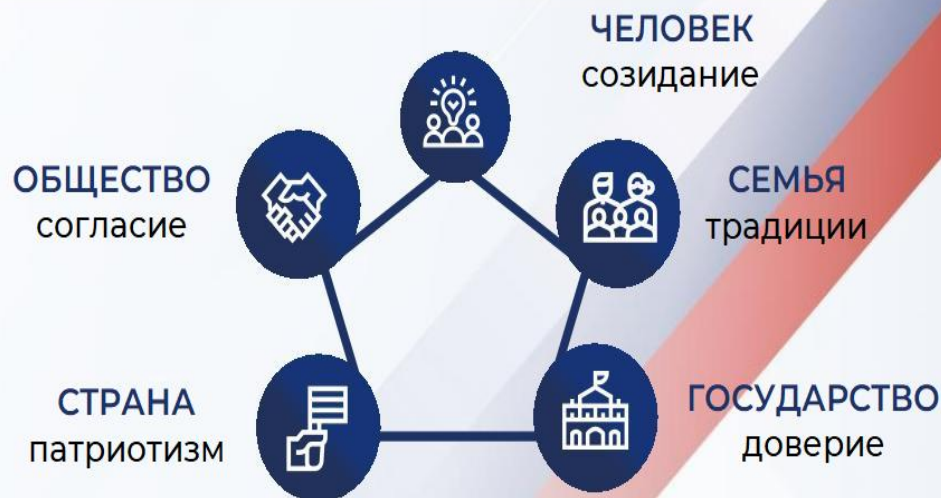 ЧЕЛОВЕК
созидание
ОБЩЕСТВО
согласие
СЕМЬЯ
традиции
СТРАНА
патриотизм
ГОСУДАРСТВО
доверие